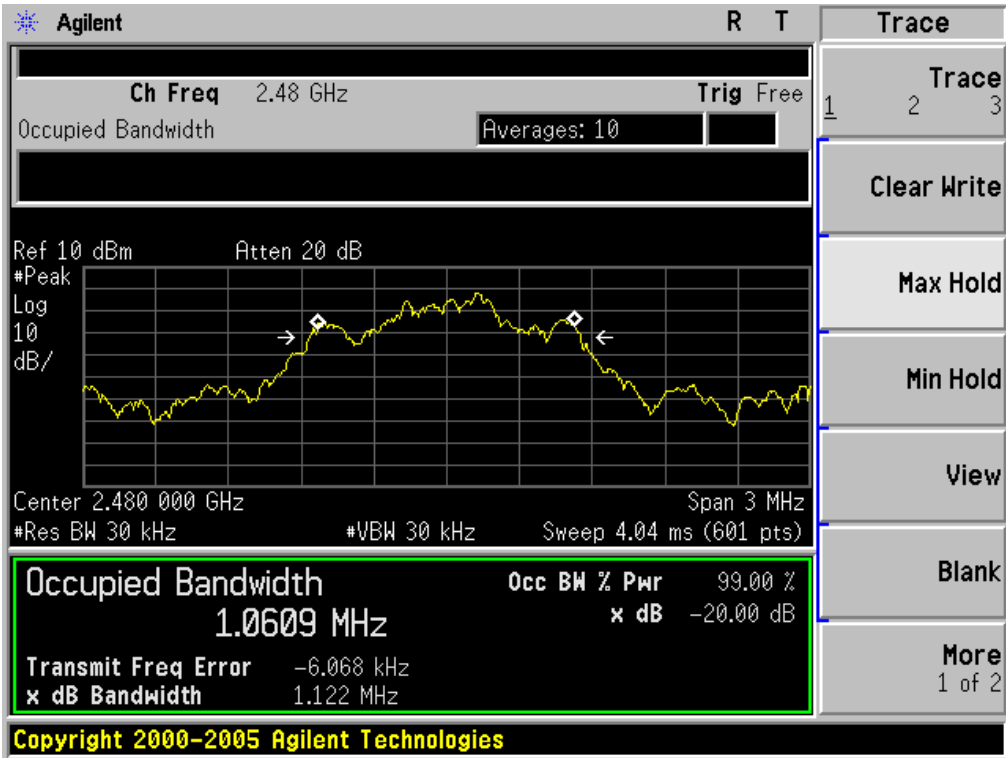 Agilent R T Trace
Ch Freq 2.48 GHz Trig Free
Occupied Bandwidth Averages: 10
Trace
1 2 3
Clear Write
Ref 10 dBm Atten 20 dB
#Peak
Log
10
dB/
Max Hold
Min Hold
View
Center 2.480 000 GHz Span 3 MHz
#Res BW 30 kHz #VBW 30 kHz Sweep 4.04 ms (601 pts)
Occupied Bandwidth Occ BW % Pwr 99.00 %
1.0609 MHz x dB -20.00 dB
Transmit Freq Error -6.068 kHz
x dB Bandwidth 1.122 MHz
Blank
More
1 of 2
Copyright 2000-2005 Agilent Technologies